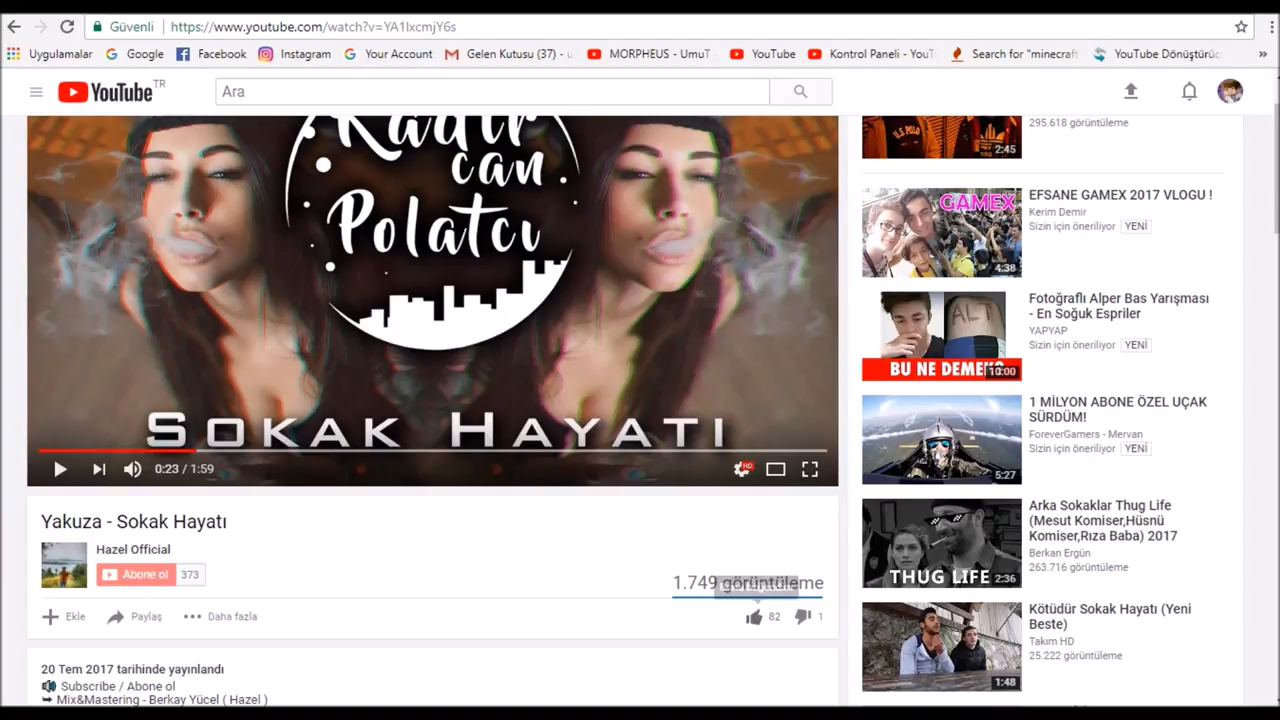 Güvenli
https://www.youtube.com/watch?v=YA1IxcmjY6s
Uygulamalar
Google
Facebook
Instagram
Your Account
Gelen Kutusu (37) - u
MORPHEUS - UmuT
YouTube
Kontrol Paneli - YouT
Search for "minecraft
YouTube Dönüştürüc
»
YouTube TR
Ara
Kadir
can
Polatcı
SOKAK HAYATI
0:23 / 1:59
HD
Yakuza - Sokak Hayatı
Hazel Official
Abone ol 373
1.749 görüntüleme
Ekle
Paylaş
Daha fazla
82
1
20 Tem 2017 tarihinde yayınlandı
Subscribe / Abone ol
Mix&Mastering - Berkay Yücel ( Hazel )
U.S. POLO
adidas
2:45
295.618 görüntüleme
GAMEX
4:38
EFSANE GAMEX 2017 VLOGU !
Kerim Demir
Sizin için öneriliyor YENİ
ALT
BU NE DEMEK
10:00
Fotoğraflı Alper Bas Yarışması
- En Soğuk Espriler
YAPYAP
Sizin için öneriliyor YENİ
5:27
1 MİLYON ABONE ÖZEL UÇAK
SÜRDÜM!
ForeverGamers - Mervan
Sizin için öneriliyor YENİ
THUG LIFE
2:36
Arka Sokaklar Thug Life
(Mesut Komiser,Hüsnü
Komiser,Rıza Baba) 2017
Berkan Ergün
263.716 görüntüleme
1:48
Kötüdür Sokak Hayatı (Yeni
Beste)
Takım HD
25.222 görüntüleme